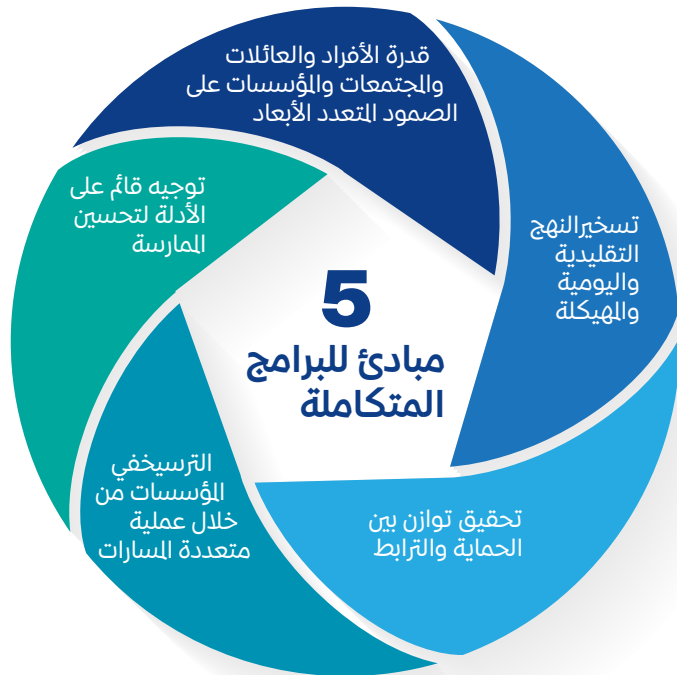 قدرة الأفراد والعائلات
والمجتمعات والمؤسسات على
الصمود المتعدد الأبعاد
تسخيرالنهج
التقليدية
واليومية
والمهيكلة
تحقيق توازن بين
الحماية والترابط
الترسيخفي
المؤسسات من
خلال عملية
متعددة المسارات
توجيه قائم على
الأدلة لتحسين
الممارسة
5
مبادئ للبرامج
المتكاملة